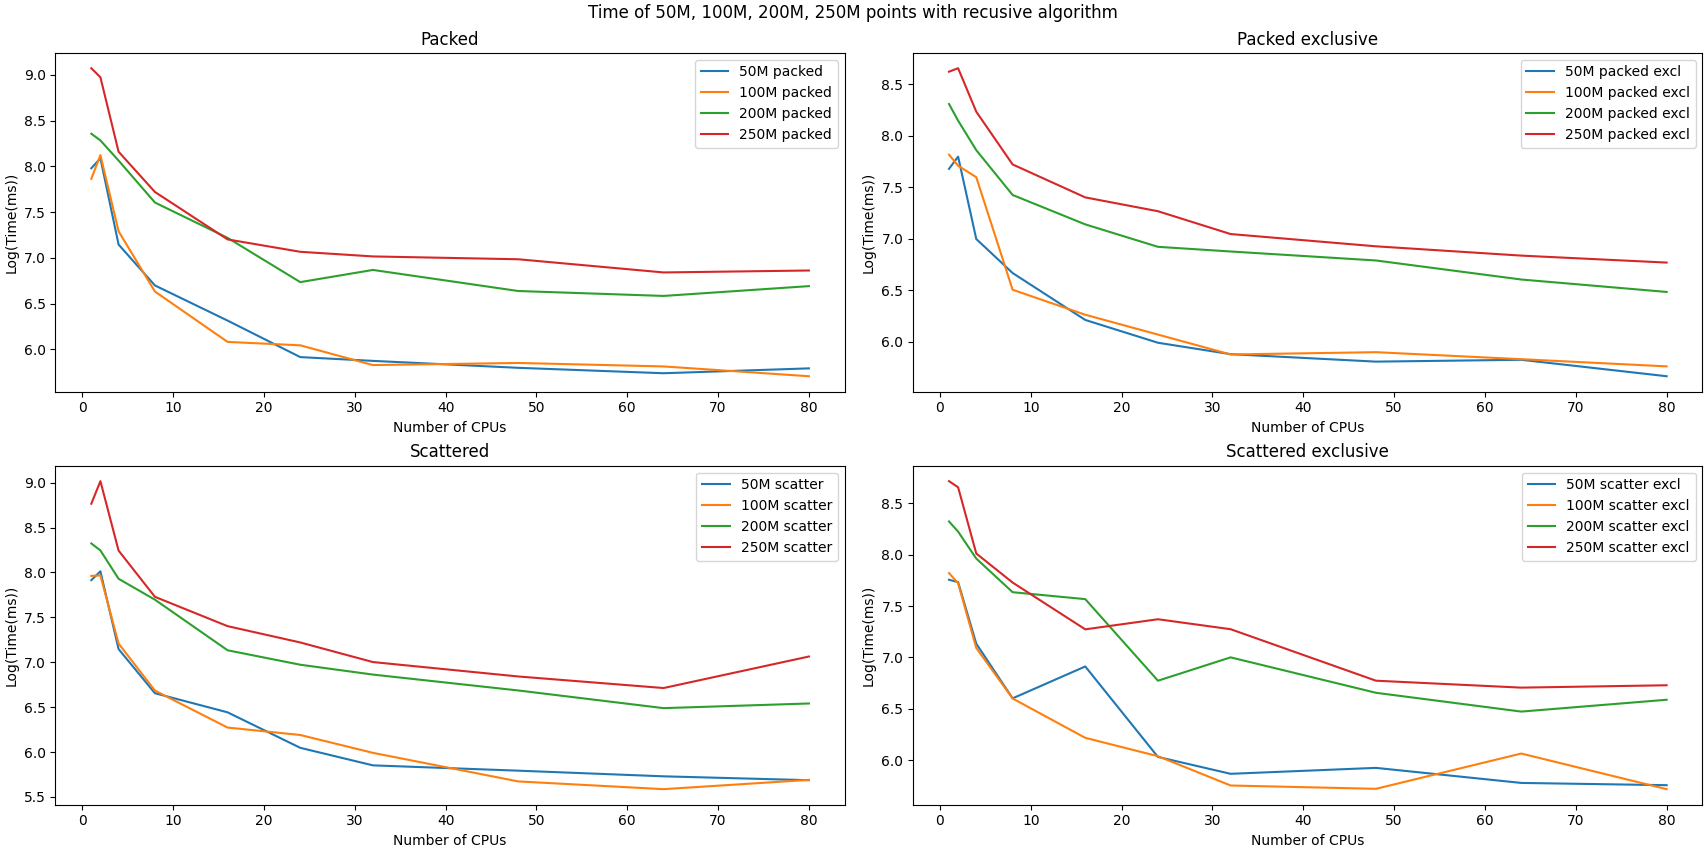 Time of 50M, 100M, 200M, 250M points with recusive algorithm
Packed
9.0
8.5
8.0
7.5
7.0
6.5
6.0
Log(Time(ms))
50M packed
100M packed
200M packed
250M packed
0 10 20 30 40 50 60 70 80
Number of CPUs
Packed exclusive
8.5
8.0
7.5
7.0
6.5
6.0
Log(Time(ms))
50M packed excl
100M packed excl
200M packed excl
250M packed excl
0 10 20 30 40 50 60 70 80
Number of CPUs
Scattered
9.0
8.5
8.0
7.5
7.0
6.5
6.0
5.5
Log(Time(ms))
50M scatter
100M scatter
200M scatter
250M scatter
0 10 20 30 40 50 60 70 80
Number of CPUs
Scattered exclusive
8.5
8.0
7.5
7.0
6.5
6.0
Log(Time(ms))
50M scatter excl
100M scatter excl
200M scatter excl
250M scatter excl
0 10 20 30 40 50 60 70 80
Number of CPUs